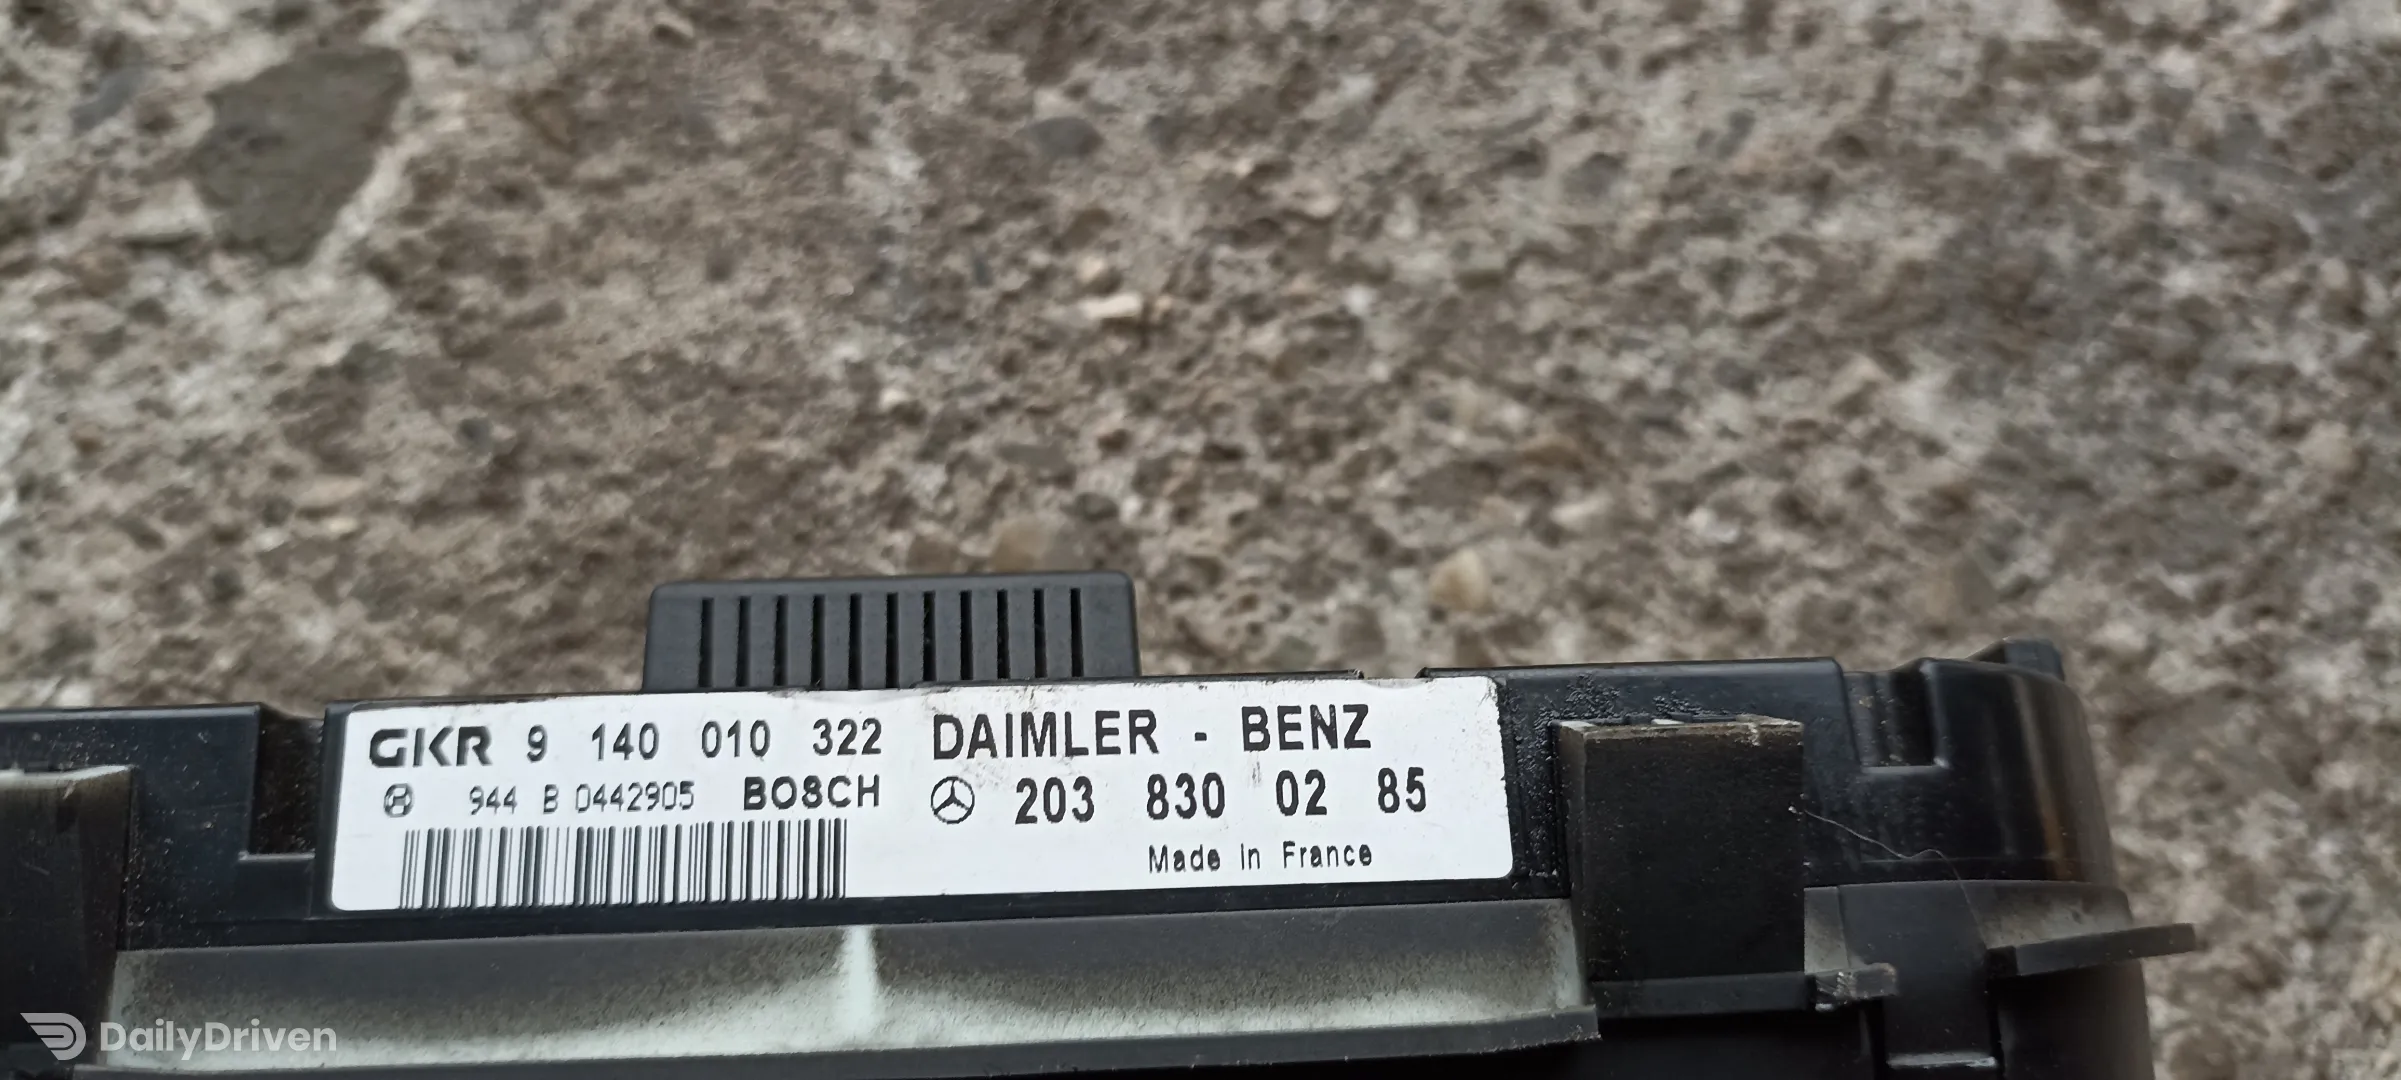 GKR 9 140 010 322 DAIMLER - BENZ
944 B 0442905 BOSCH 203 830 02 85
Made in France
DailyDriven